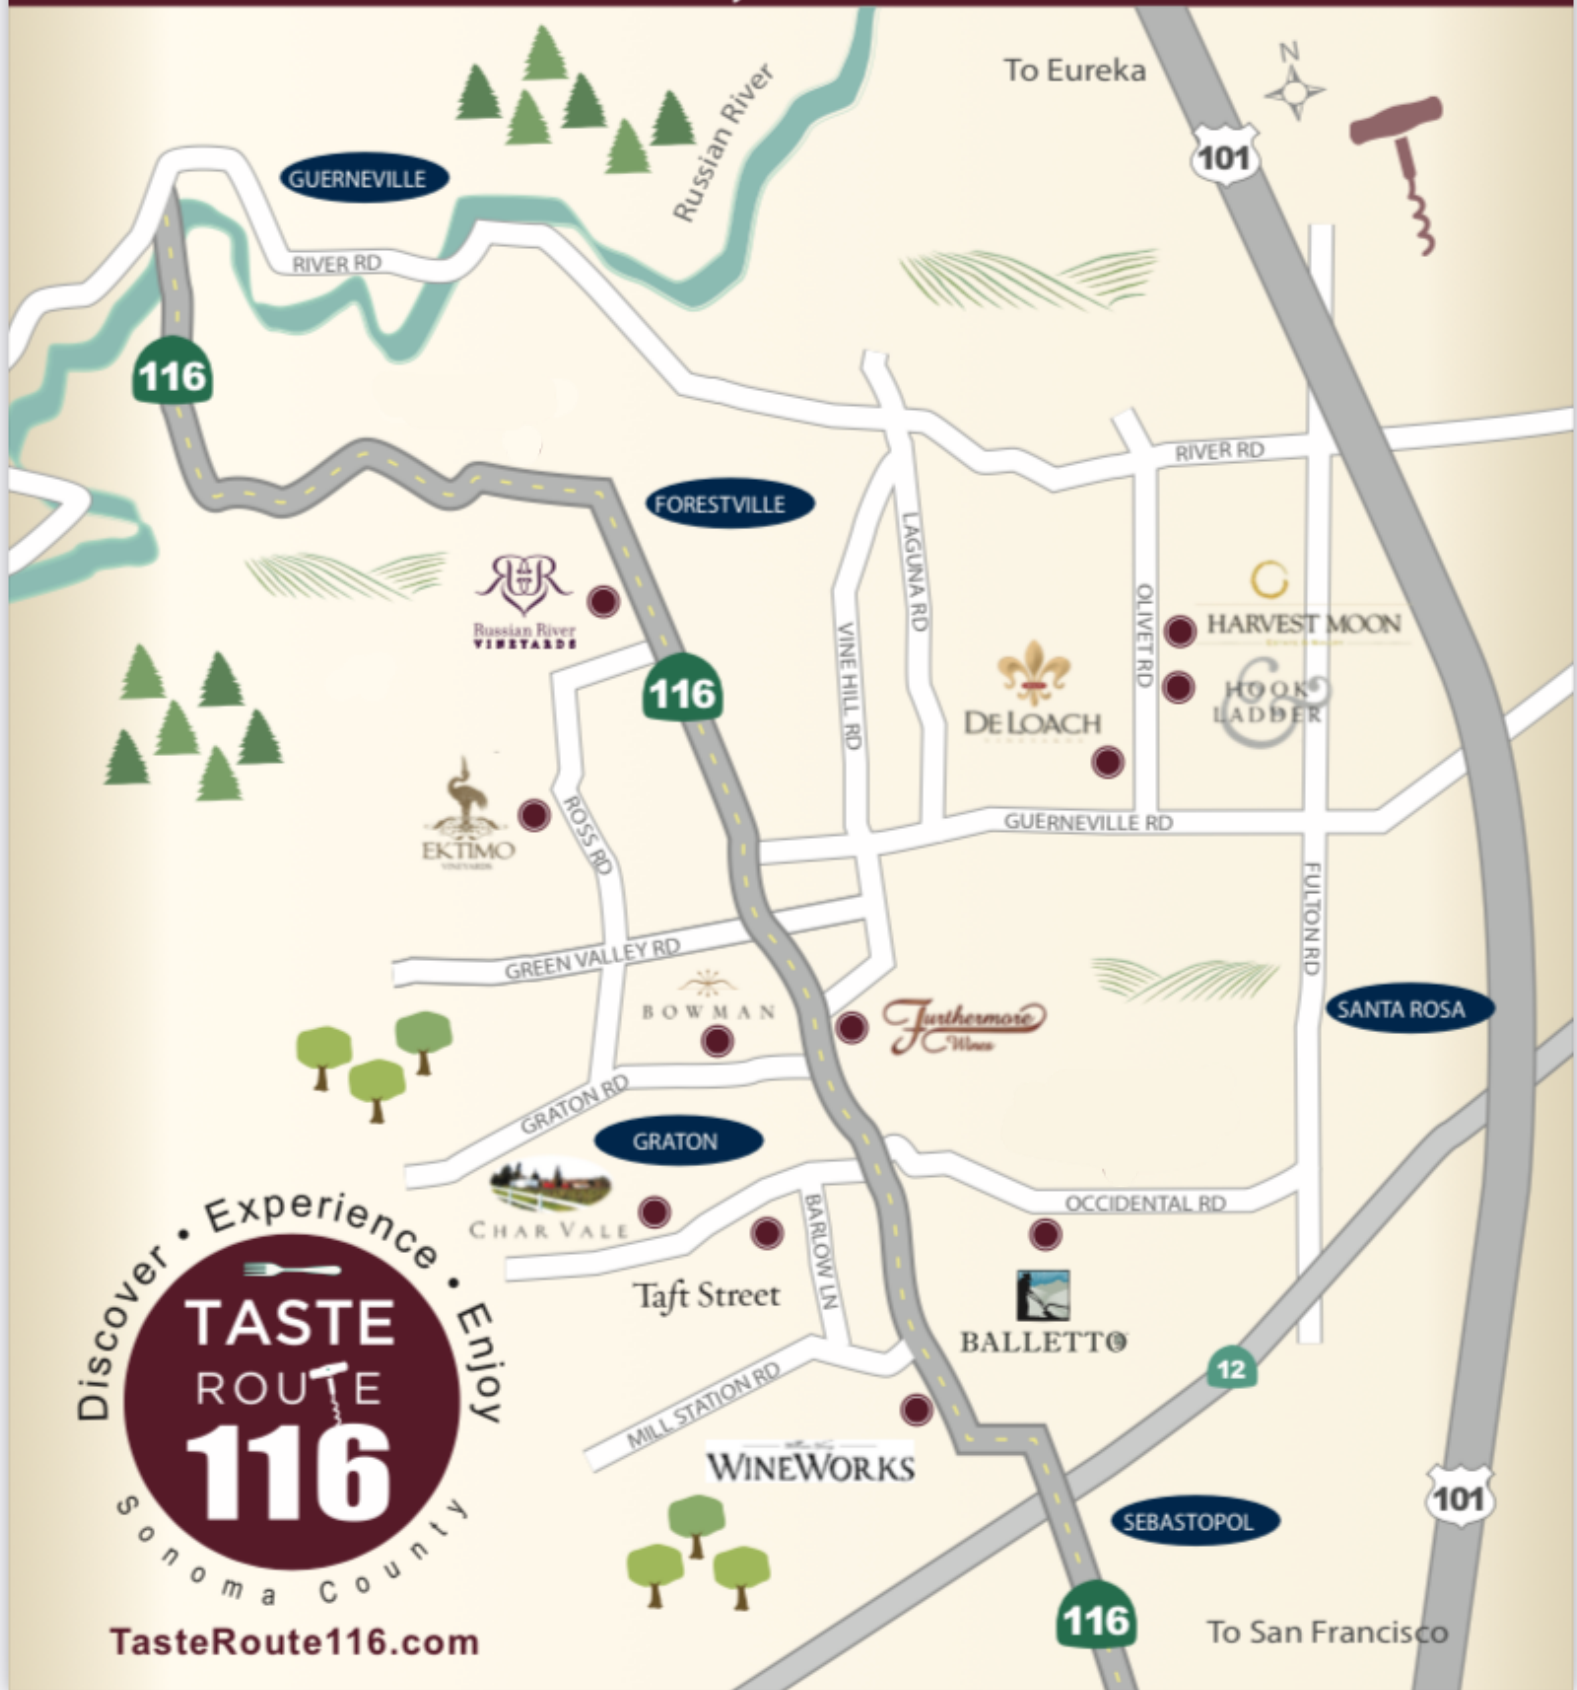 To Eureka
N
101
Russian River
GUERNEVILLE
RIVER RD
116
RIVER RD
FORESTVILLE
LAGUNA RD
OLIVET RD
VINE HILL RD
HARVEST MOON
HOOK &
LADDER
Russian River
VINEYARDS
116
DELOACH
EKTIMO
VINEYARDS
ROSS RD
GUERNEVILLE RD
FULTON RD
GREEN VALLEY RD
BOWMAN
Furthermore
Wines
SANTA ROSA
GRATON RD
GRATON
CHAR VALE
OCCIDENTAL RD
BARLOW LN
Taft Street
BALLETTO
12
MILL STATION RD
WINEWORKS
101
SEBASTOPOL
116
To San Francisco
Discover • Experience • Enjoy
TASTE
ROUTE
116
Sonoma County
TasteRoute116.com